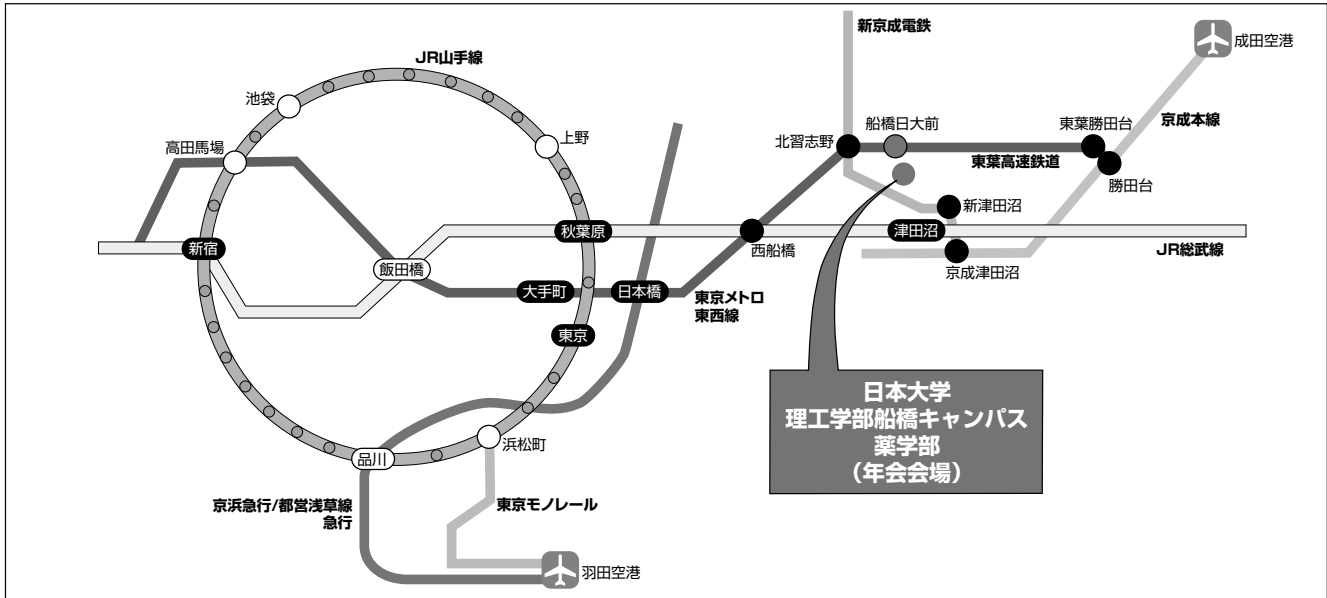 新京成電鉄
成田空港
JR山手線
池袋
船橋日大前
東葉勝田台
京成本線
高田馬場
上野
北習志野
東葉高速鉄道
勝田台
新津田沼
新宿
秋葉原
西船橋
津田沼
JR総武線
飯田橋
京成津田沼
大手町
日本橋
東京メトロ
東西線
東京
日本大学
理工学部船橋キャンパス
薬学部
（年会会場）
浜松町
品川
京浜急行/都営浅草線
急行
東京モノレール
羽田空港